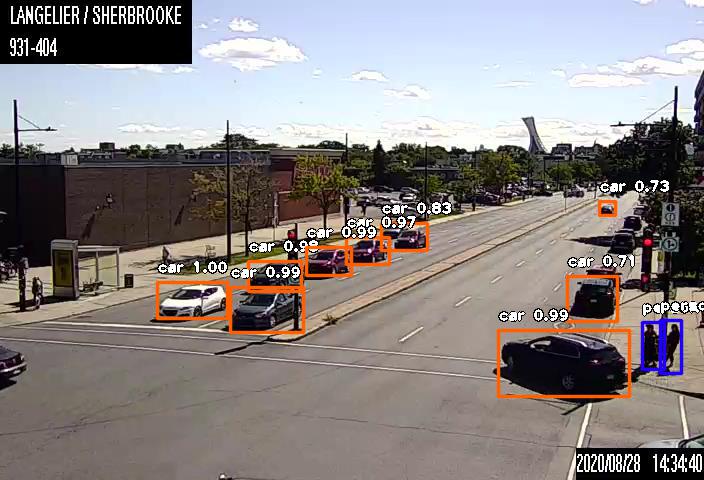 LANGELIER / SHERBROOKE
931-404
car 0.73
car 0.83
car 0.97
car 0.99
car 0.98
car 1.00
car 0.99
car 0.71
car 0.99
2020/08/28 14:34:40